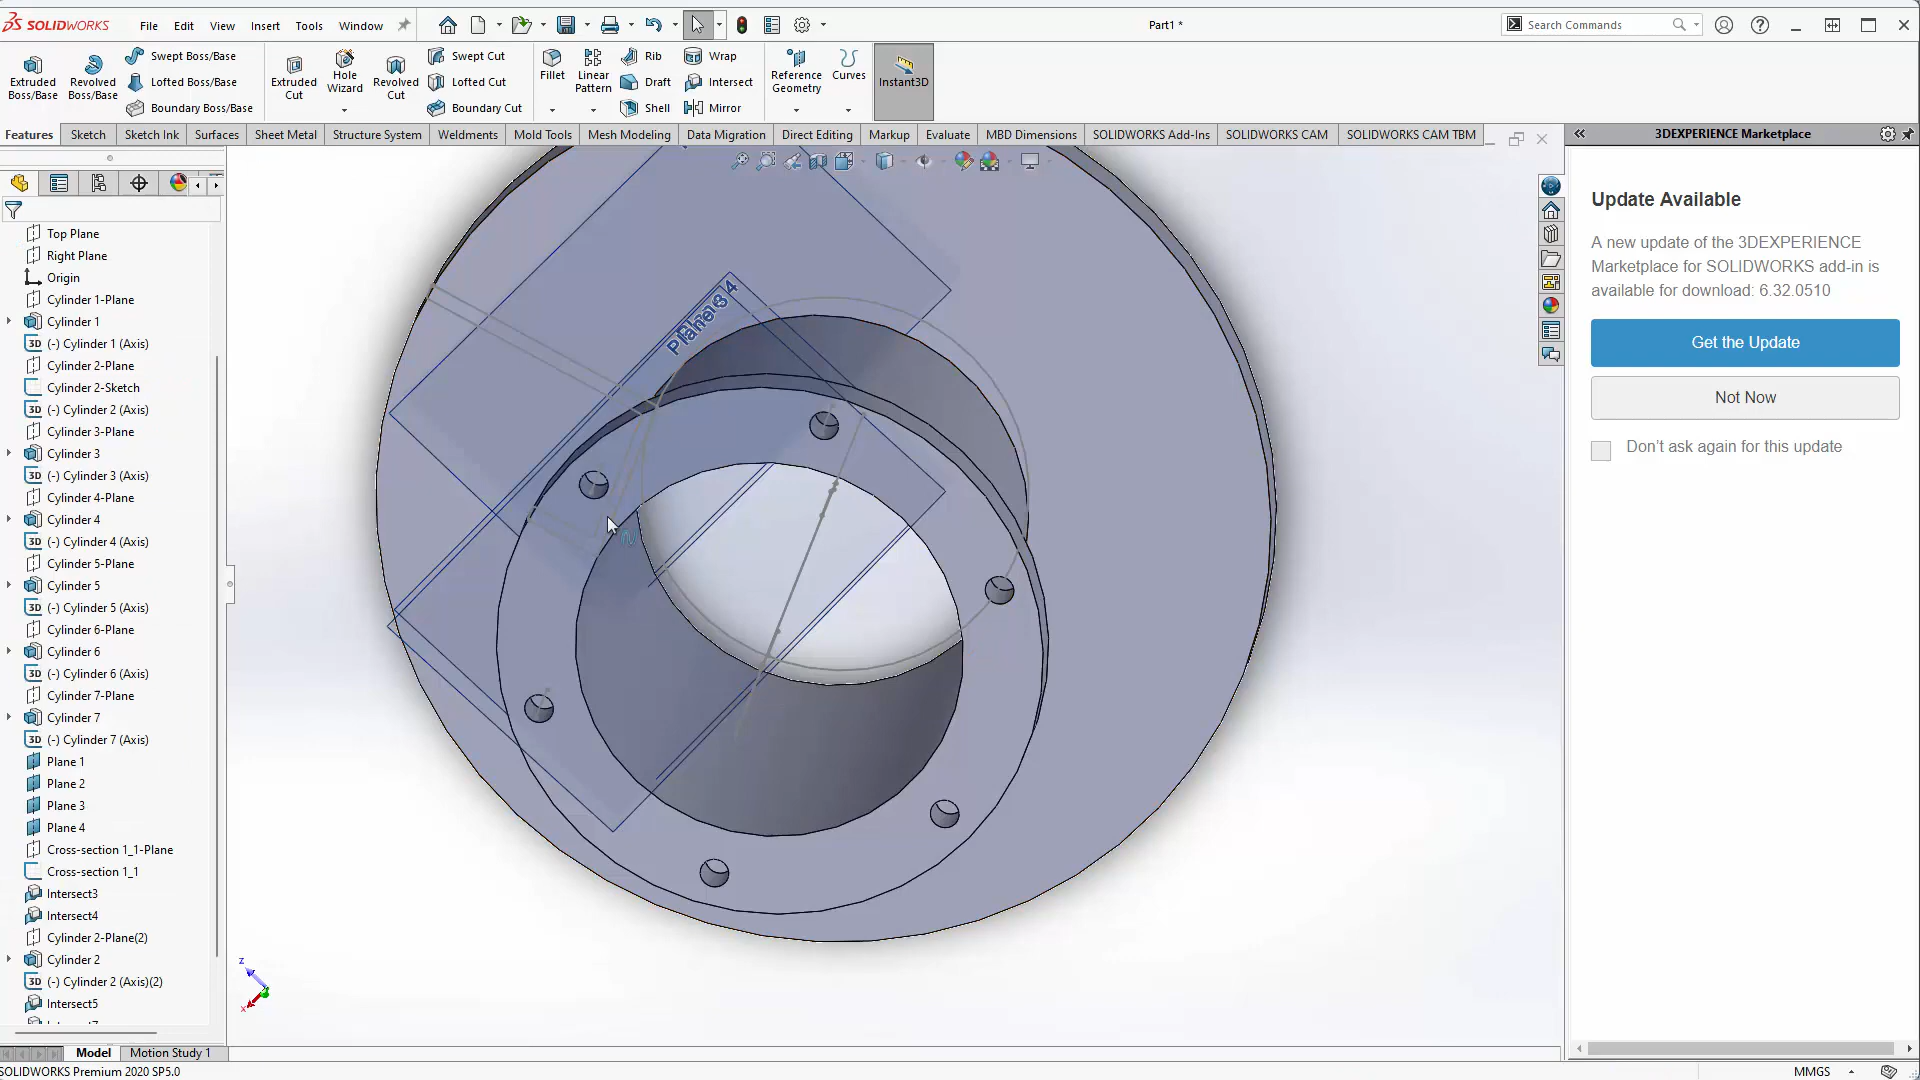 SOLIDWORKS
File Edit View Insert Tools Window
Part1 *
Search Commands
Extruded Boss/Base
Revolved Boss/Base
Swept Boss/Base
Lofted Boss/Base
Boundary Boss/Base
Extruded Cut
Hole Wizard
Revolved Cut
Swept Cut
Lofted Cut
Boundary Cut
Fillet
Linear Pattern
Rib
Draft
Shell
Wrap
Intersect
Mirror
Reference Geometry
Curves
Instant3D
Features Sketch Sketch Ink Surfaces Sheet Metal Structure System Weldments Mold Tools Mesh Modeling Data Migration Direct Editing Markup Evaluate MBD Dimensions SOLIDWORKS Add-Ins SOLIDWORKS CAM SOLIDWORKS CAM TBM
3DEXPERIENCE Marketplace
Top Plane
Right Plane
Origin
Cylinder 1-Plane
Cylinder 1
3D (-) Cylinder 1 (Axis)
Cylinder 2-Plane
Cylinder 2-Sketch
3D (-) Cylinder 2 (Axis)
Cylinder 3-Plane
Cylinder 3
3D (-) Cylinder 3 (Axis)
Cylinder 4-Plane
Cylinder 4
3D (-) Cylinder 4 (Axis)
Cylinder 5-Plane
Cylinder 5
3D (-) Cylinder 5 (Axis)
Cylinder 6-Plane
Cylinder 6
3D (-) Cylinder 6 (Axis)
Cylinder 7-Plane
Cylinder 7
3D (-) Cylinder 7 (Axis)
Plane 1
Plane 2
Plane 3
Plane 4
Cross-section 1_1-Plane
Cross-section 1_1
Intersect3
Intersect4
Cylinder 2-Plane(2)
Cylinder 2
3D (-) Cylinder 2 (Axis)(2)
Intersect5
Update Available
A new update of the 3DEXPERIENCE
Marketplace for SOLIDWORKS add-in is
available for download: 6.32.0510
Get the Update
Not Now
Don't ask again for this update
z
x
Model Motion Study 1
SOLIDWORKS Premium 2020 SP5.0
MMGS